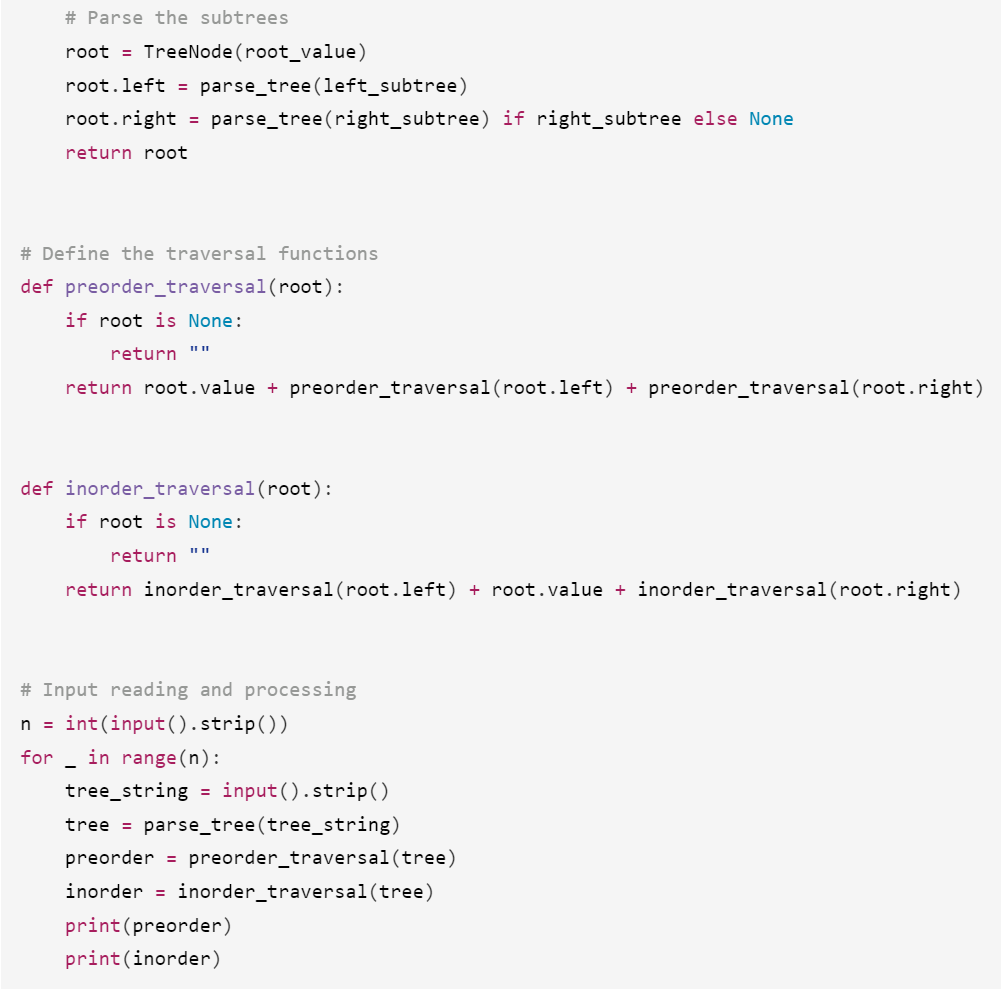 # Parse the subtrees
    root = TreeNode(root_value)
    root.left = parse_tree(left_subtree)
    root.right = parse_tree(right_subtree) if right_subtree else None
    return root

# Define the traversal functions
def preorder_traversal(root):
    if root is None:
        return ""
    return root.value + preorder_traversal(root.left) + preorder_traversal(root.right)

def inorder_traversal(root):
    if root is None:
        return ""
    return inorder_traversal(root.left) + root.value + inorder_traversal(root.right)

# Input reading and processing
n = int(input().strip())
for _ in range(n):
    tree_string = input().strip()
    tree = parse_tree(tree_string)
    preorder = preorder_traversal(tree)
    inorder = inorder_traversal(tree)
    print(preorder)
    print(inorder)